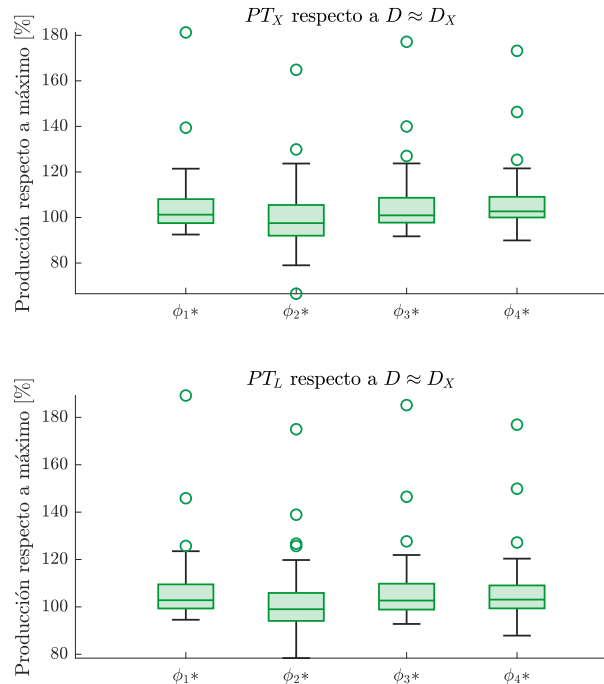 PT_X respecto a D ≈ D_X
Producción respecto a máximo [%]
180
160
140
120
100
80
ϕ₁* ϕ₂* ϕ₃* ϕ₄*
PT_L respecto a D ≈ D_X
Producción respecto a máximo [%]
180
160
140
120
100
80
ϕ₁* ϕ₂* ϕ₃* ϕ₄*